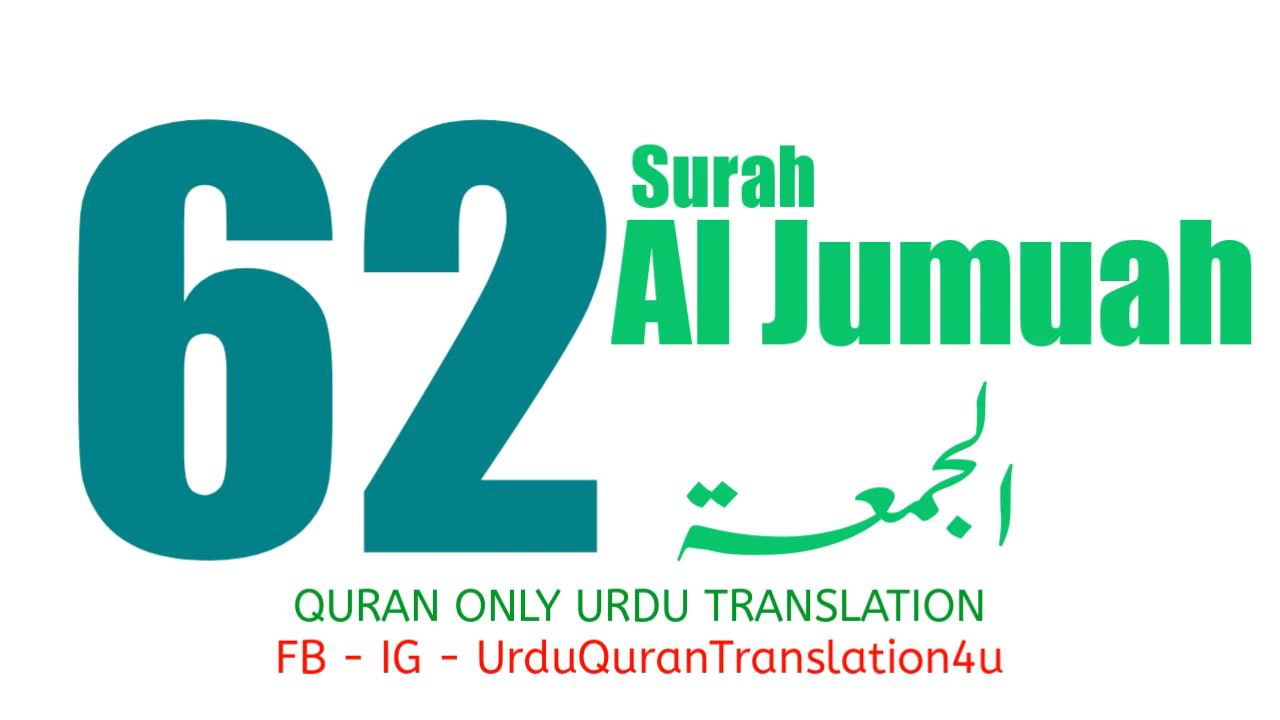 62
Surah
Al Jumuah
الجمعة
QURAN ONLY URDU TRANSLATION
FB - IG - UrduQuranTranslation4u